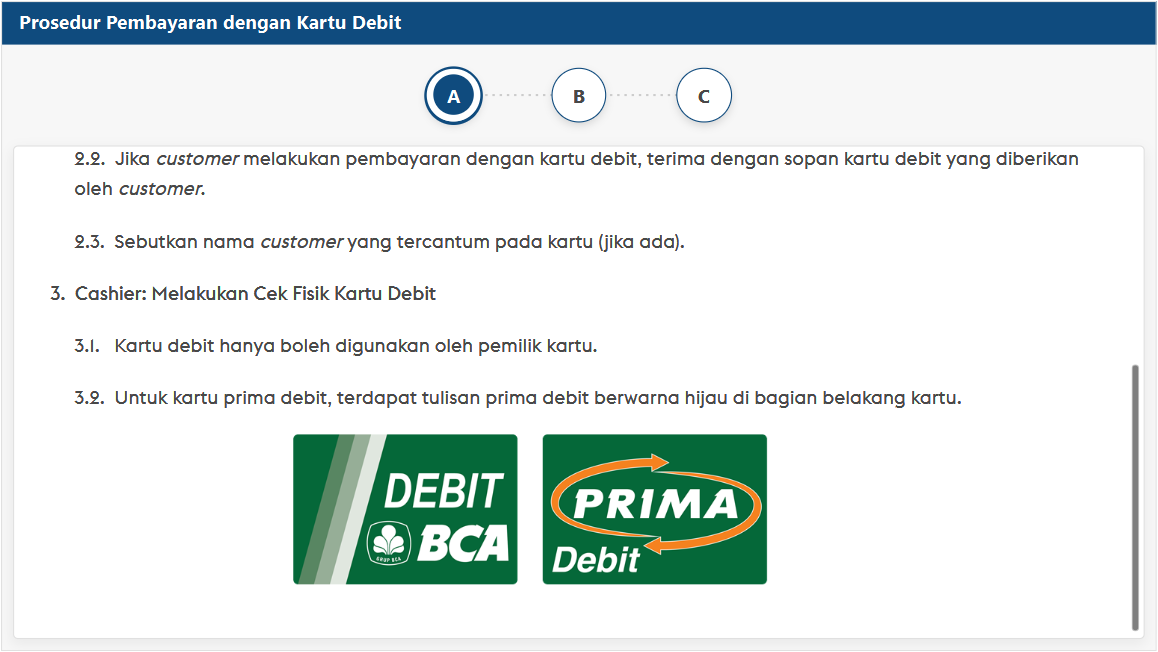 Prosedur Pembayaran dengan Kartu Debit
A B C
2.2. Jika customer melakukan pembayaran dengan kartu debit, terima dengan sopan kartu debit yang diberikan
oleh customer.
2.3. Sebutkan nama customer yang tercantum pada kartu (jika ada).
3. Cashier: Melakukan Cek Fisik Kartu Debit
3.1. Kartu debit hanya boleh digunakan oleh pemilik kartu.
3.2. Untuk kartu prima debit, terdapat tulisan prima debit berwarna hijau di bagian belakang kartu.
DEBIT
GRUP BCA
BCA
PRIMA
Debit